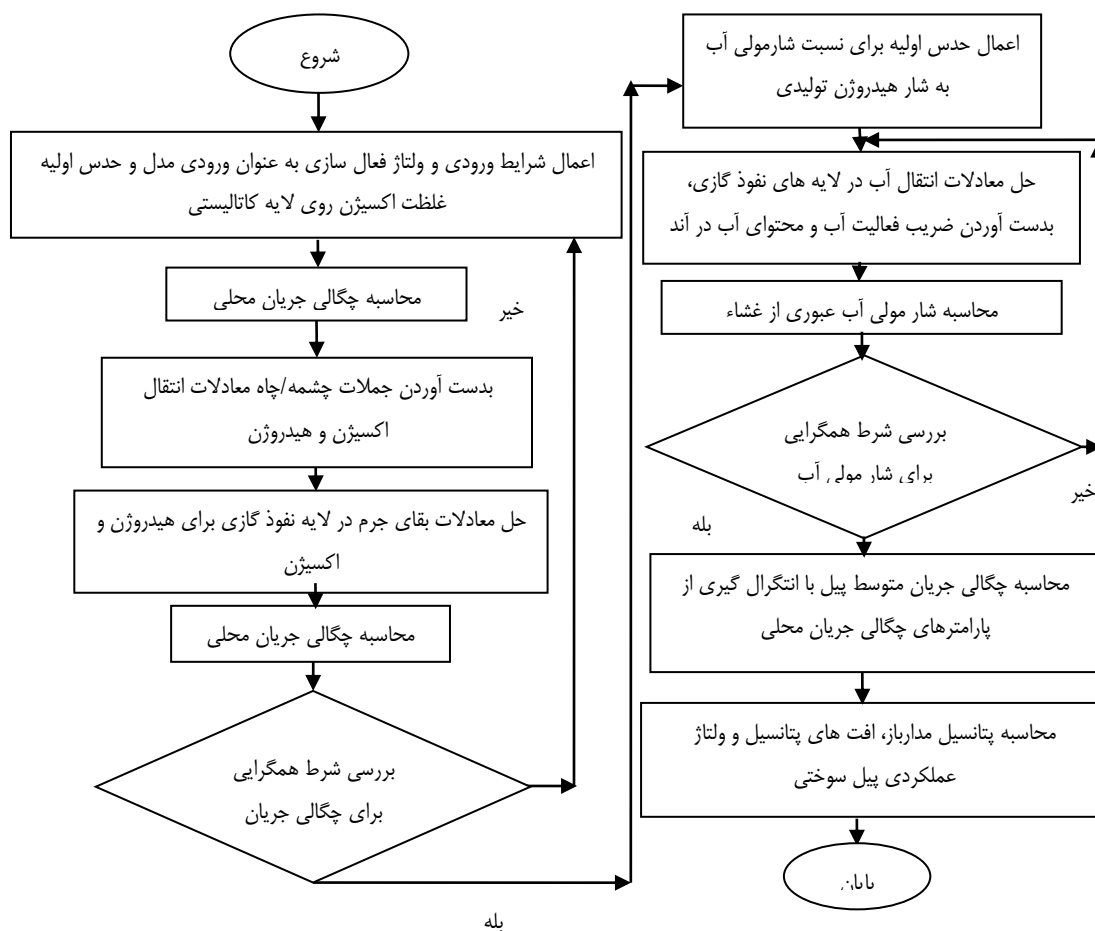 شروع
اعمال شرایط ورودی و ولتاژ فعال سازی به عنوان ورودی مدل و حدس اولیه
غلظت اکسیژن روی لایه کاتالیستی
محاسبه چگالی جریان محلی
خیر
بدست آوردن جملات چشمه/چاه معادلات انتقال
اکسیژن و هیدروژن
حل معادلات بقای جرم در لایه نفوذ گازی برای هیدروژن و
اکسیژن
محاسبه چگالی جریان محلی
بررسی شرط همگرایی
برای چگالی جریان
بله
اعمال حدس اولیه برای نسبت شارمولی آب
به شار هیدروژن تولیدی
حل معادلات انتقال آب در لایه های نفوذ گازی،
بدست آوردن ضریب فعالیت آب و محتوای آب در آند
محاسبه شار مولی آب عبوری از غشاء
بررسی شرط همگرایی
برای شار مولی آب
خیر
بله
محاسبه چگالی جریان متوسط پیل با انتگرال گیری از
پارامترهای چگالی جریان محلی
محاسبه پتانسیل مدارباز، افت های پتانسیل و ولتاژ
عملکردی پیل سوختی
پایان